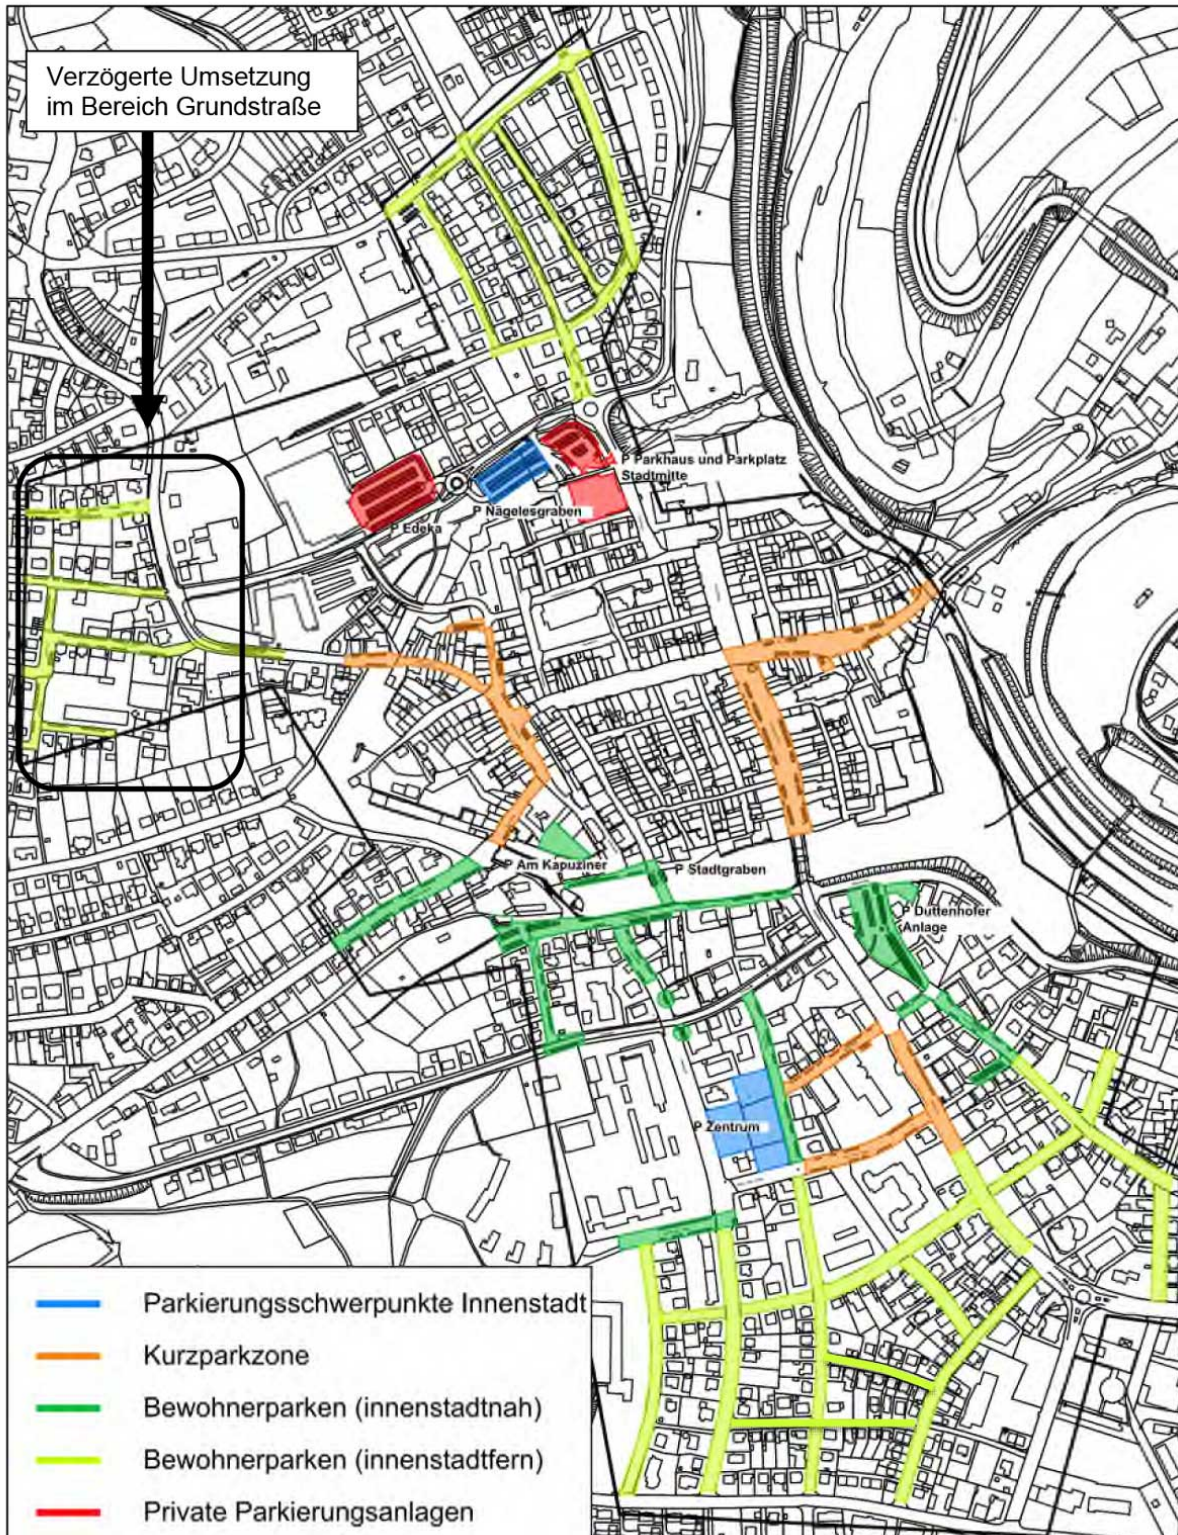 Verzögerte Umsetzung
im Bereich Grundstraße
P Parkhaus und Parkplatz
Stadtmitte
P Nägelesgraben
P Edeka
P Am Kapuziner
P Stadtgraben
P Duttenhofer
Anlage
P Zentrum
Parkierungsschwerpunkte Innenstadt
Kurzparkzone
Bewohnerparken (innenstadtnah)
Bewohnerparken (innenstadtfern)
Private Parkierungsanlagen